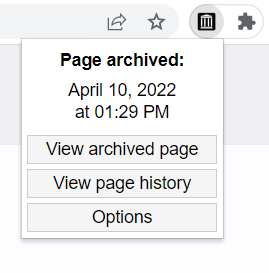 Page archived:
April 10, 2022
at 01:29 PM
View archived page
View page history
Options